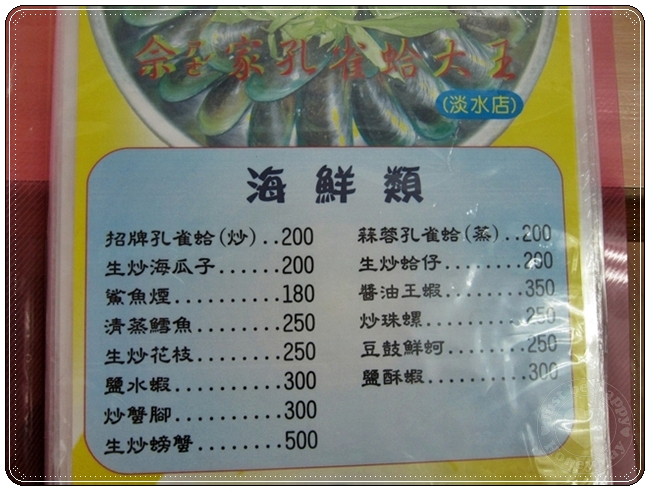 余家孔雀蛤大王
(淡水店)
海鮮類
招牌孔雀蛤(炒)..200
生炒海瓜子.......200
鯊魚煙..........180
清蒸鱈魚........250
生炒花枝........250
鹽水蝦..........300
炒蟹腳..........300
生炒螃蟹........500
蒜蓉孔雀蛤(蒸)..200
生炒蛤仔........200
醬油王蝦........350
炒珠螺..........250
豆鼓鮮蚵........250
鹽酥蝦..........300